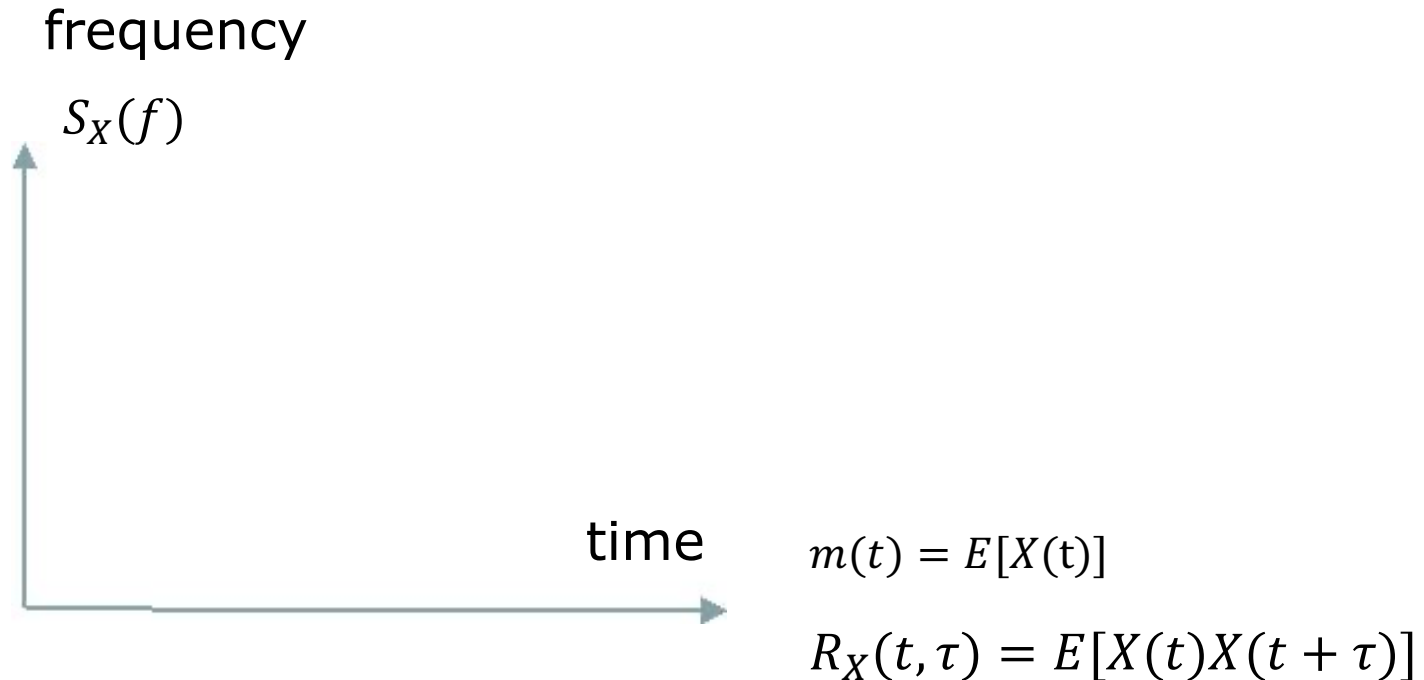 frequency
S_X(f)
time
m(t) = E[X(t)]
R_X(t, τ) = E[X(t)X(t + τ)]